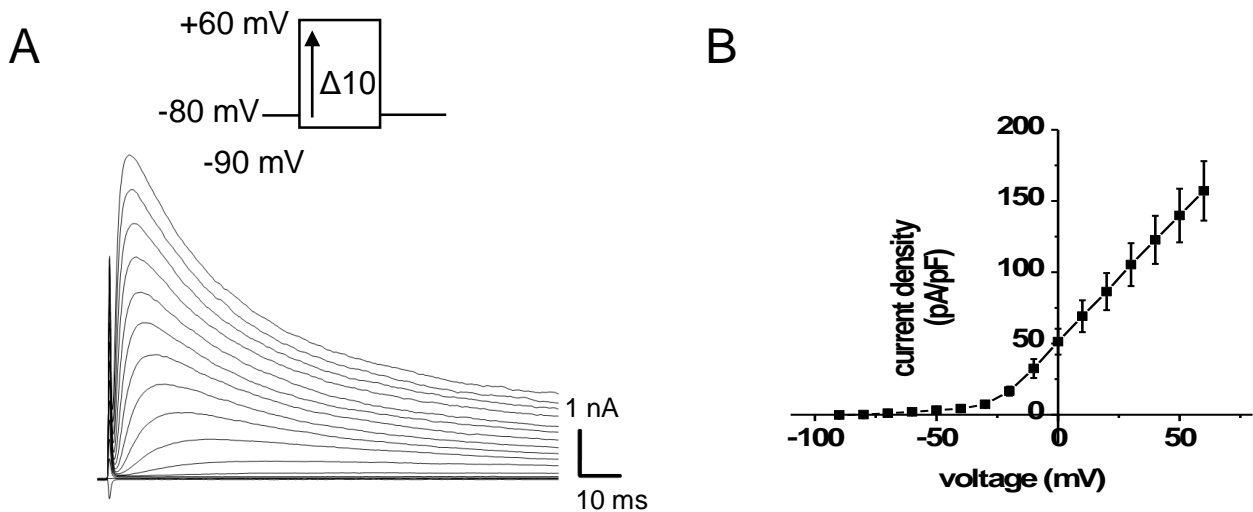 A
+60 mV
Δ10
-80 mV
-90 mV
1 nA
10 ms
B
200
150
100
50
0
current density
(pA/pF)
-100
-50
0
50
voltage (mV)